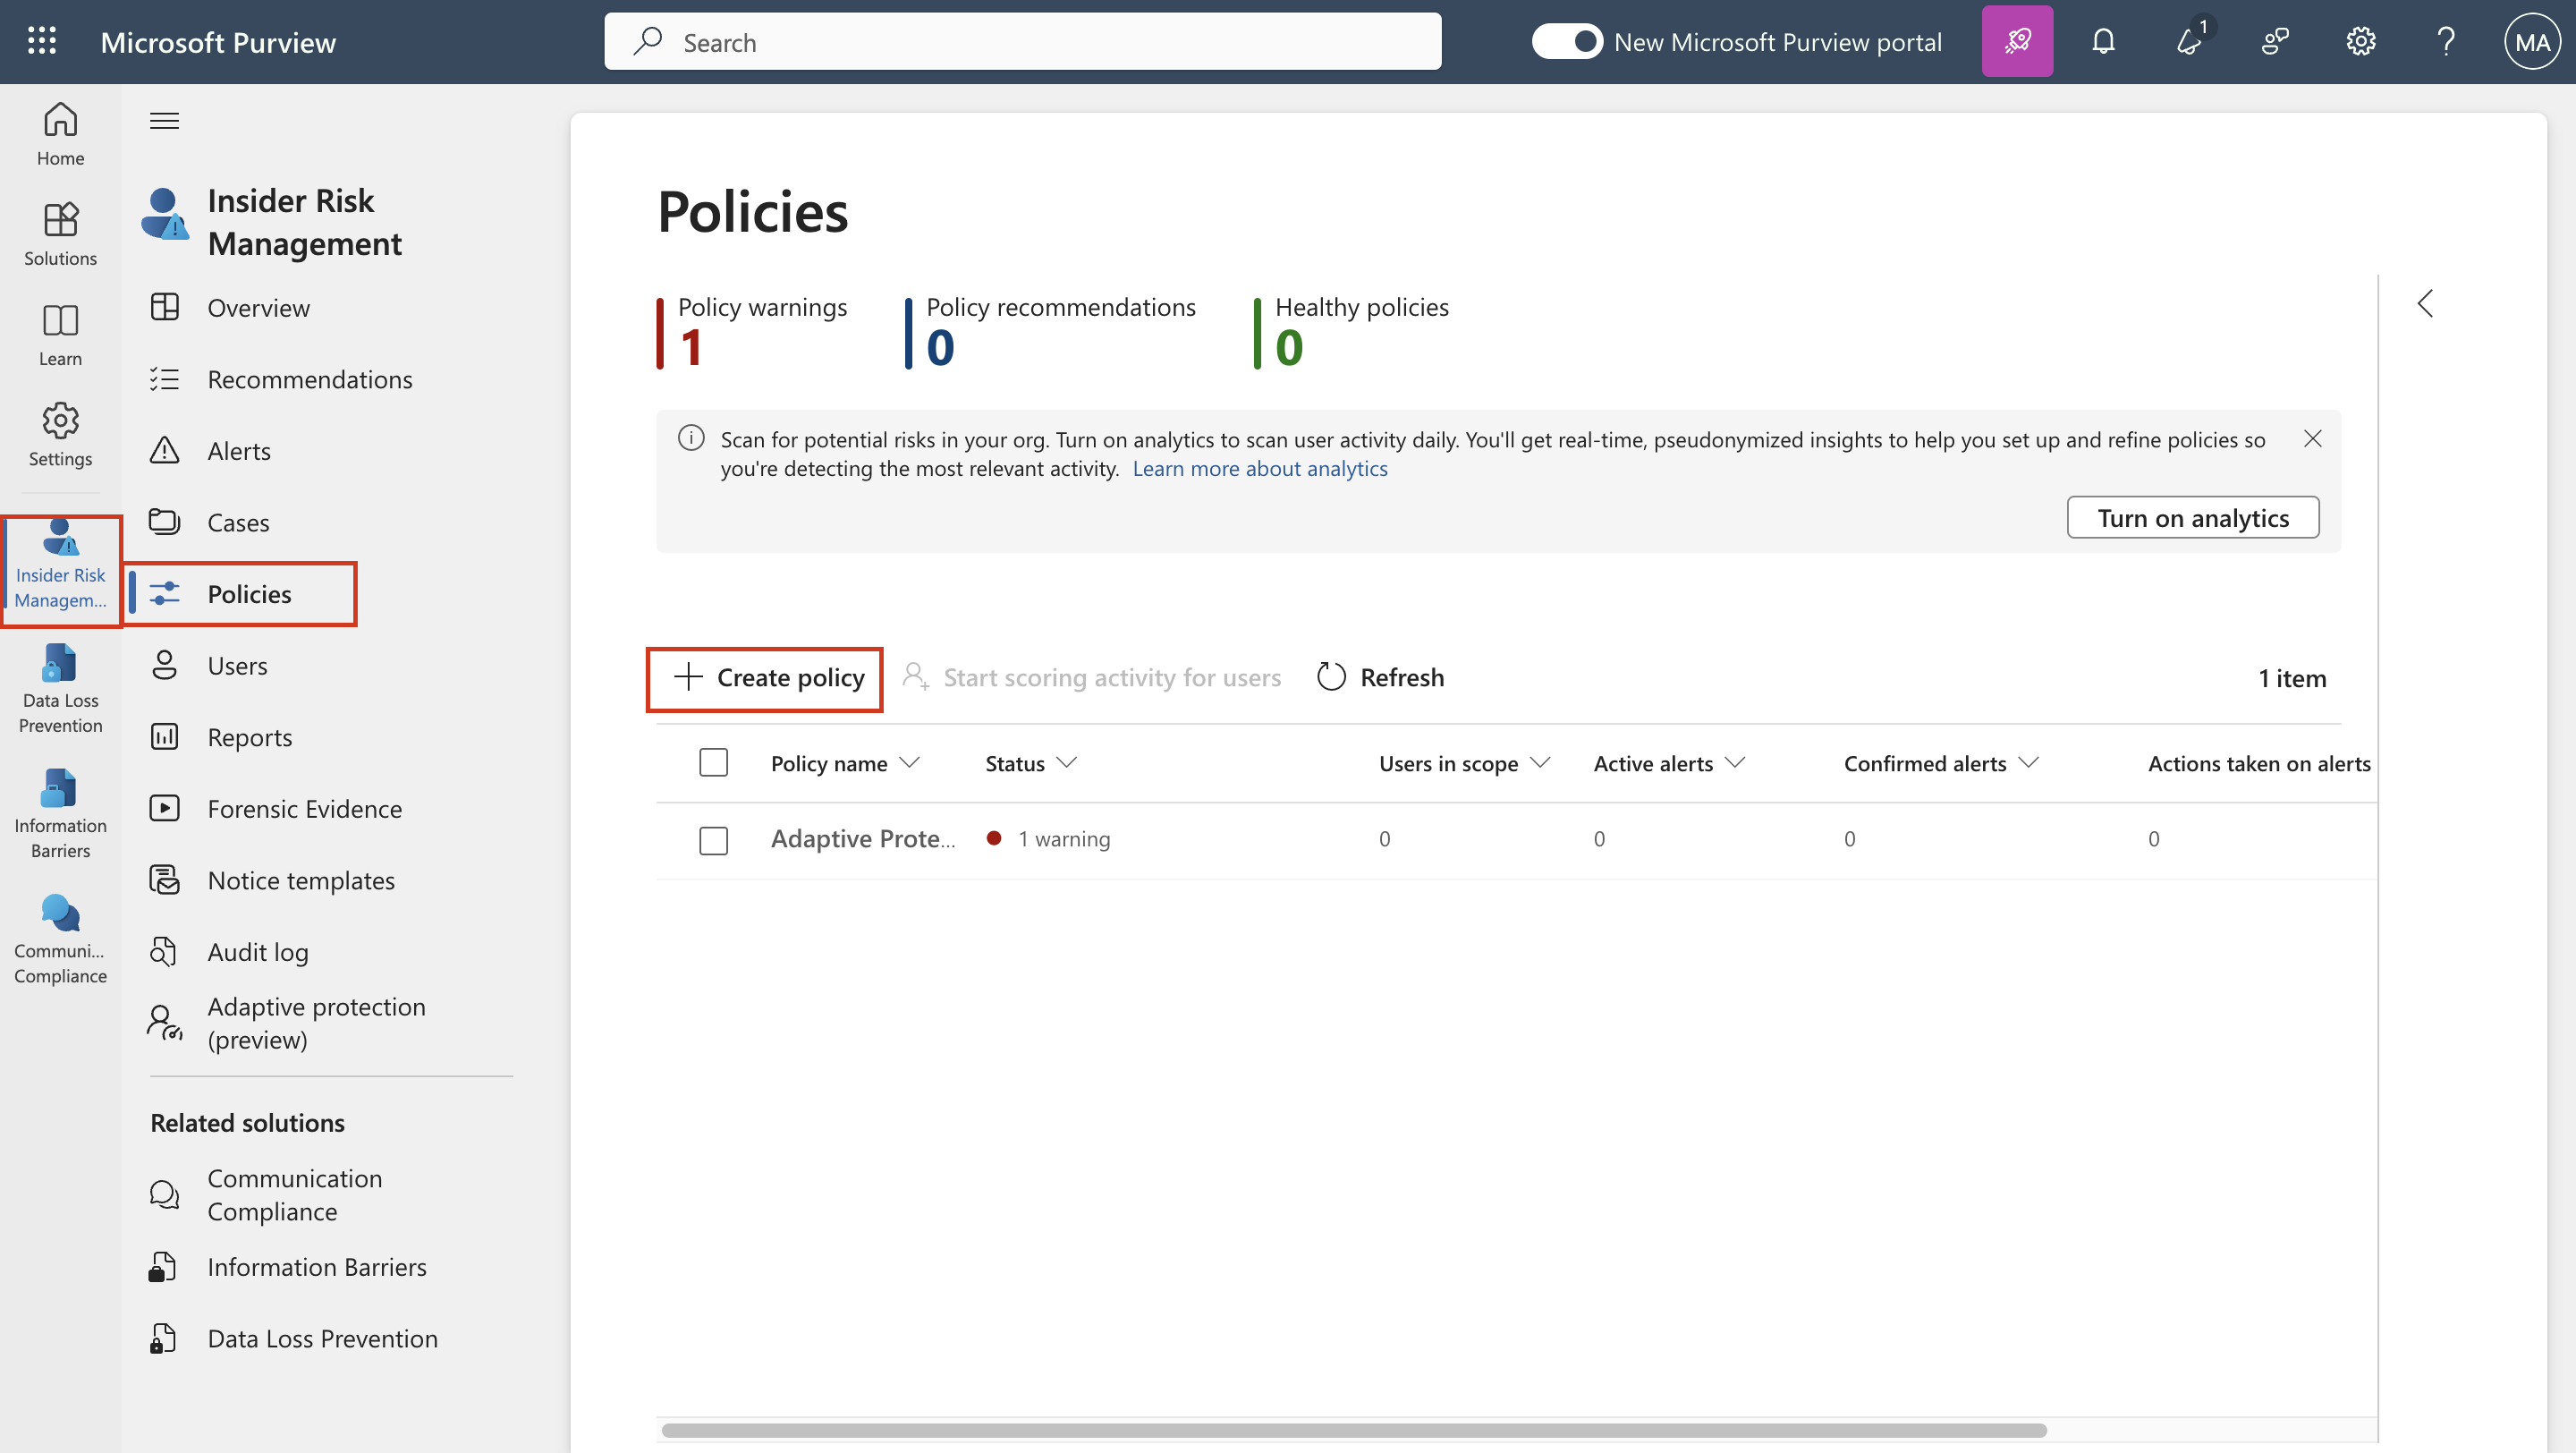 Microsoft Purview
Search
New Microsoft Purview portal
1
MA
Home
Solutions
Learn
Settings
Insider Risk
Managem...
Data Loss
Prevention
Information
Barriers
Communi...
Compliance
Insider Risk
Management
Overview
Recommendations
Alerts
Cases
Policies
Users
Reports
Forensic Evidence
Notice templates
Audit log
Adaptive protection
(preview)
Related solutions
Communication
Compliance
Information Barriers
Data Loss Prevention
Policies
Policy warnings
1
Policy recommendations
0
Healthy policies
0
Scan for potential risks in your org. Turn on analytics to scan user activity daily. You'll get real-time, pseudonymized insights to help you set up and refine policies so
you're detecting the most relevant activity. Learn more about analytics
Turn on analytics
Create policy
Start scoring activity for users
Refresh
1 item
Policy name Status Users in scope Active alerts Confirmed alerts Actions taken on alerts
Adaptive Prote... 1 warning 0 0 0 0